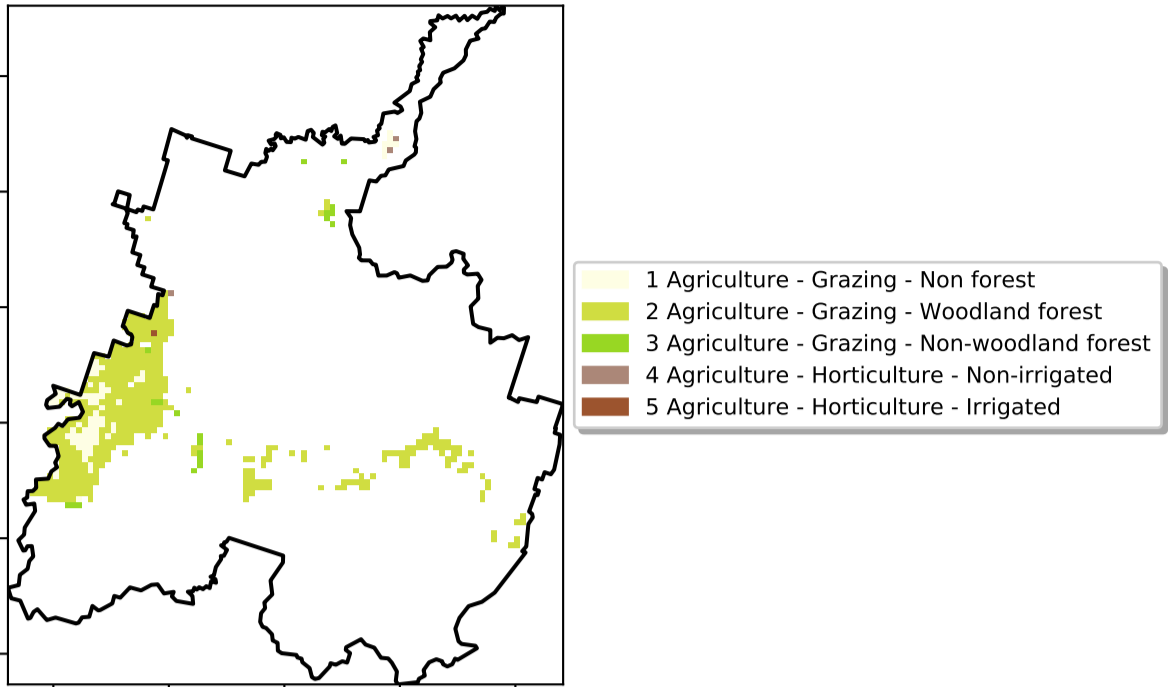 1 Agriculture - Grazing - Non forest
2 Agriculture - Grazing - Woodland forest
3 Agriculture - Grazing - Non-woodland forest
4 Agriculture - Horticulture - Non-irrigated
5 Agriculture - Horticulture - Irrigated